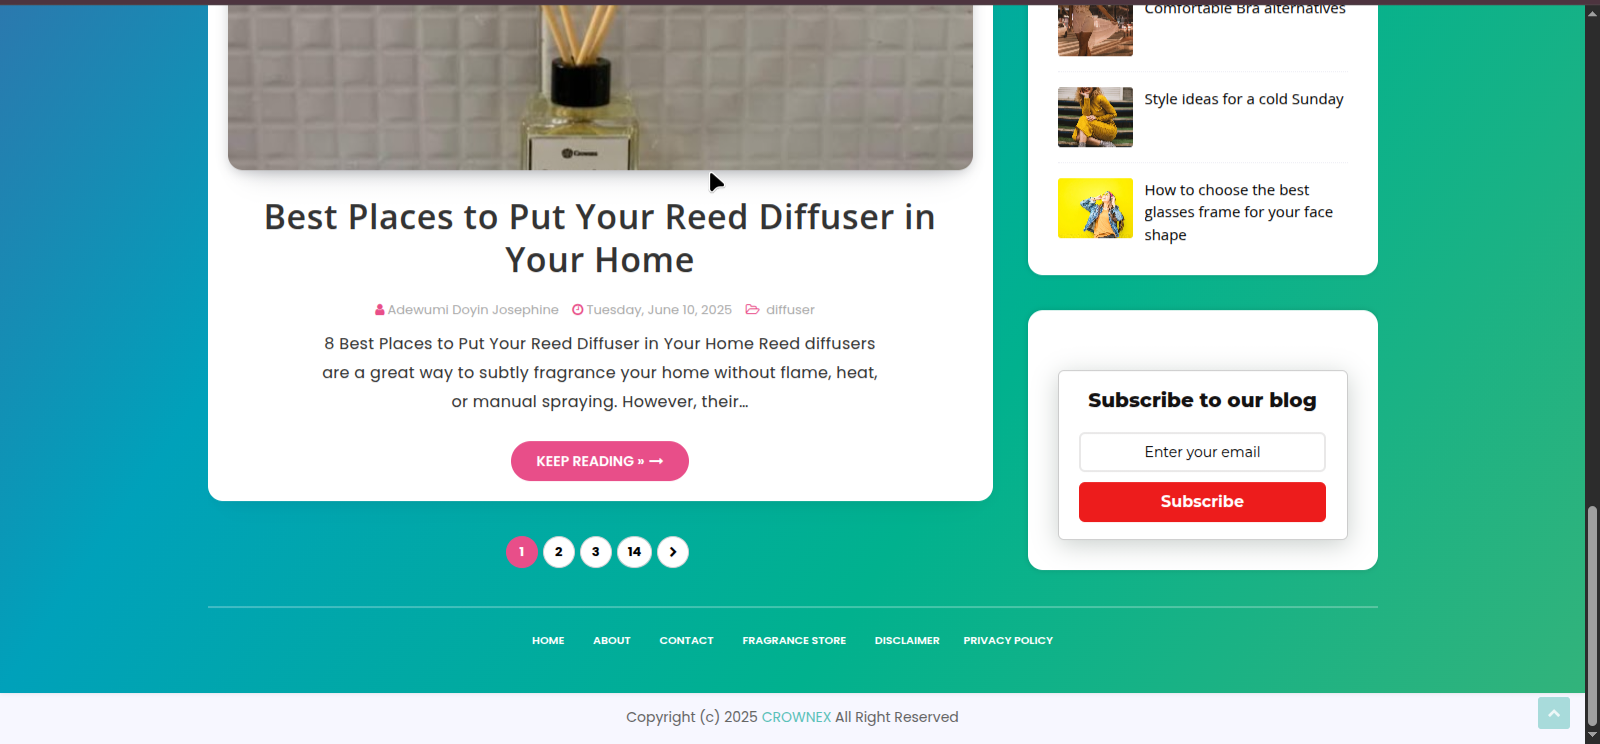 Crownex
Best Places to Put Your Reed Diffuser in
Your Home
Adewumi Doyin Josephine Tuesday, June 10, 2025 diffuser
8 Best Places to Put Your Reed Diffuser in Your Home Reed diffusers
are a great way to subtly fragrance your home without flame, heat,
or manual spraying. However, their...
KEEP READING »
1 2 3 14
Comfortable Bra alternatives
Style ideas for a cold Sunday
How to choose the best
glasses frame for your face
shape
Subscribe to our blog
Enter your email
Subscribe
HOME ABOUT CONTACT FRAGRANCE STORE DISCLAIMER PRIVACY POLICY
Copyright (c) 2025 CROWNEX All Right Reserved